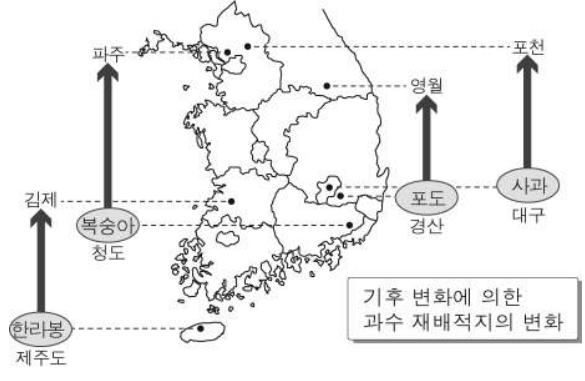 파주
포천
영월
김제
복숭아
청도
포도
경산
사과
대구
한라봉
제주도
기후 변화에 의한
과수 재배적지의 변화